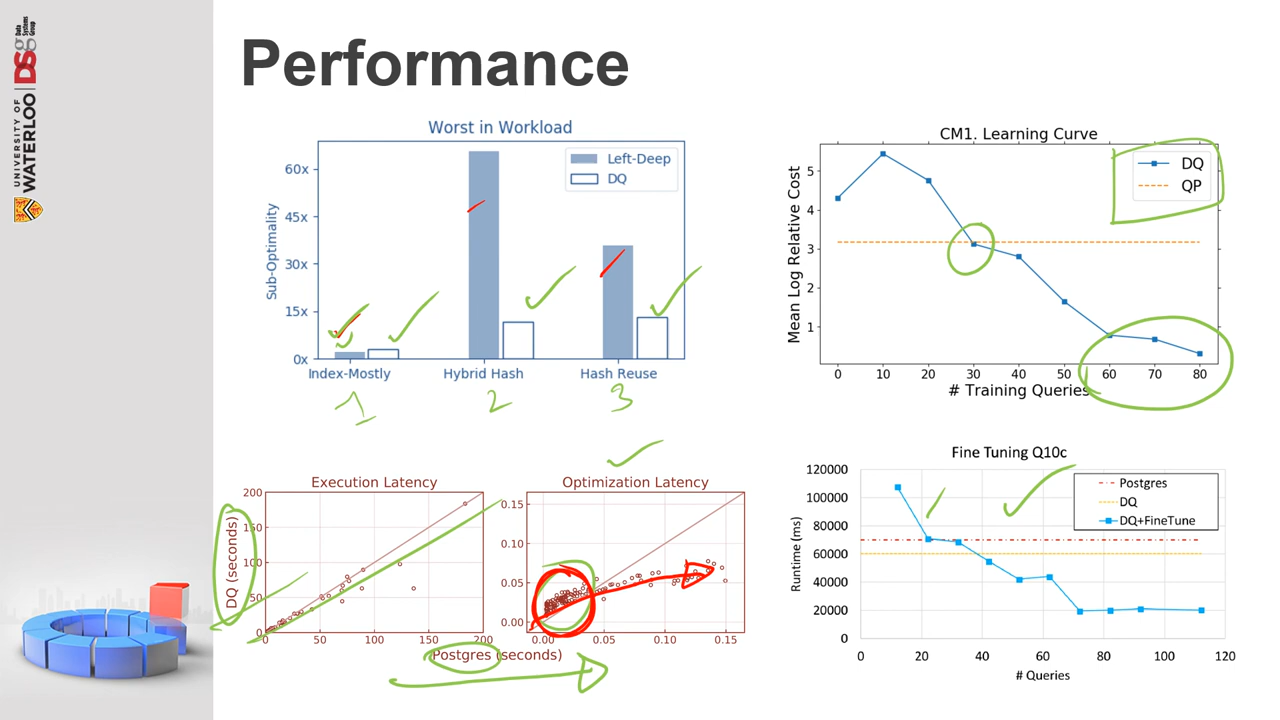 UNIVERSITY OF
WATERLOO
DSg
Data
Systems
Group
Performance
Worst in Workload
Left-Deep
DQ
60x
45x
30x
15x
0x
Sub-Optimality
Index-Mostly
Hybrid Hash
Hash Reuse
1
2
3
CM1. Learning Curve
DQ
QP
5
4
3
2
1
Mean Log Relative Cost
0 10 20 30 40 50 60 70 80
# Training Queries
Execution Latency
200
150
100
50
0
DQ (seconds)
0 50 100 150 200
Optimization Latency
0.15
0.10
0.05
0.00
0.00 0.05 0.10 0.15
Postgres (seconds)
Fine Tuning Q10c
Postgres
DQ
DQ+FineTune
120000
100000
80000
60000
40000
20000
0
Runtime (ms)
0 20 40 60 80 100 120
# Queries